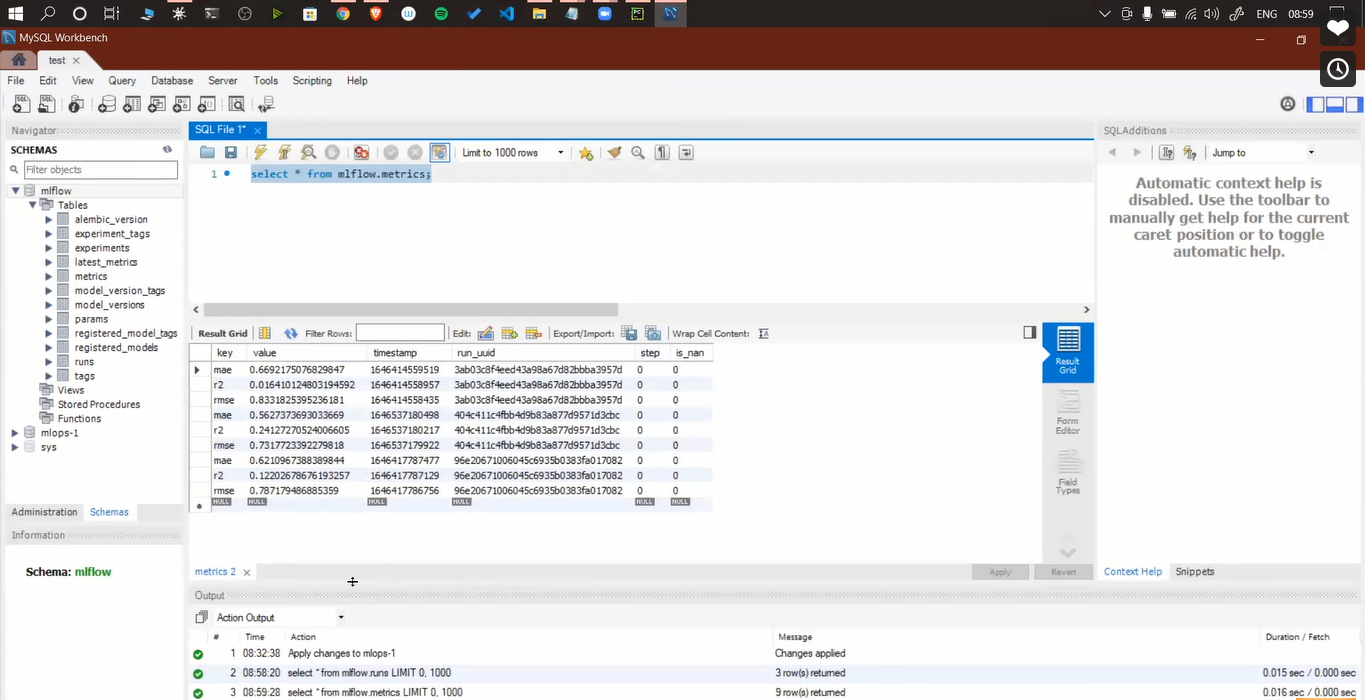 ENG 08:59
MySQL Workbench
test
File Edit View Query Database Server Tools Scripting Help
Navigator
SCHEMAS
Filter objects
mlflow
Tables
alembic_version
experiment_tags
experiments
latest_metrics
metrics
model_version_tags
model_versions
params
registered_model_tags
registered_models
runs
tags
Views
Stored Procedures
Functions
mlops-1
sys
Administration Schemas
Information
Schema: mlflow
SQL File 1*
Limit to 1000 rows
1 select * from mlflow.metrics;
Result Grid Filter Rows: Edit: Export/Import: Wrap Cell Content:
key value timestamp run_uuid step is_nan
mae 0.6692175076829847 1646414559519 3ab03c8f4eed43a98a67d82bbba3957d 0 0
r2 0.016410124803194592 1646414558957 3ab03c8f4eed43a98a67d82bbba3957d 0 0
rmse 0.8331825395236181 1646414558435 3ab03c8f4eed43a98a67d82bbba3957d 0 0
mae 0.5627373693033669 1646537180498 404c411c4fbb4d9b83a877d9571d3cbc 0 0
r2 0.24127270524006605 1646537180217 404c411c4fbb4d9b83a877d9571d3cbc 0 0
rmse 0.7317723392279818 1646537179922 404c411c4fbb4d9b83a877d9571d3cbc 0 0
mae 0.6210967388389844 1646417787477 96e20671006045c6935b0383fa017082 0 0
r2 0.12202678676193257 1646417787129 96e20671006045c6935b0383fa017082 0 0
rmse 0.787179486885359 1646417786756 96e20671006045c6935b0383fa017082 0 0
NULL NULL NULL NULL NULL NULL
Result Grid
Form Editor
Field Types
metrics 2
Apply Revert
SQLAdditions
Jump to
Automatic context help is
disabled. Use the toolbar to
manually get help for the current
caret position or to toggle
automatic help.
Context Help Snippets
Output
Action Output
# Time Action Message Duration / Fetch
1 08:32:38 Apply changes to mlops-1 Changes applied
2 08:58:20 select * from mlflow.runs LIMIT 0, 1000 3 row(s) returned 0.015 sec / 0.000 sec
3 08:59:28 select * from mlflow.metrics LIMIT 0, 1000 9 row(s) returned 0.016 sec / 0.000 sec